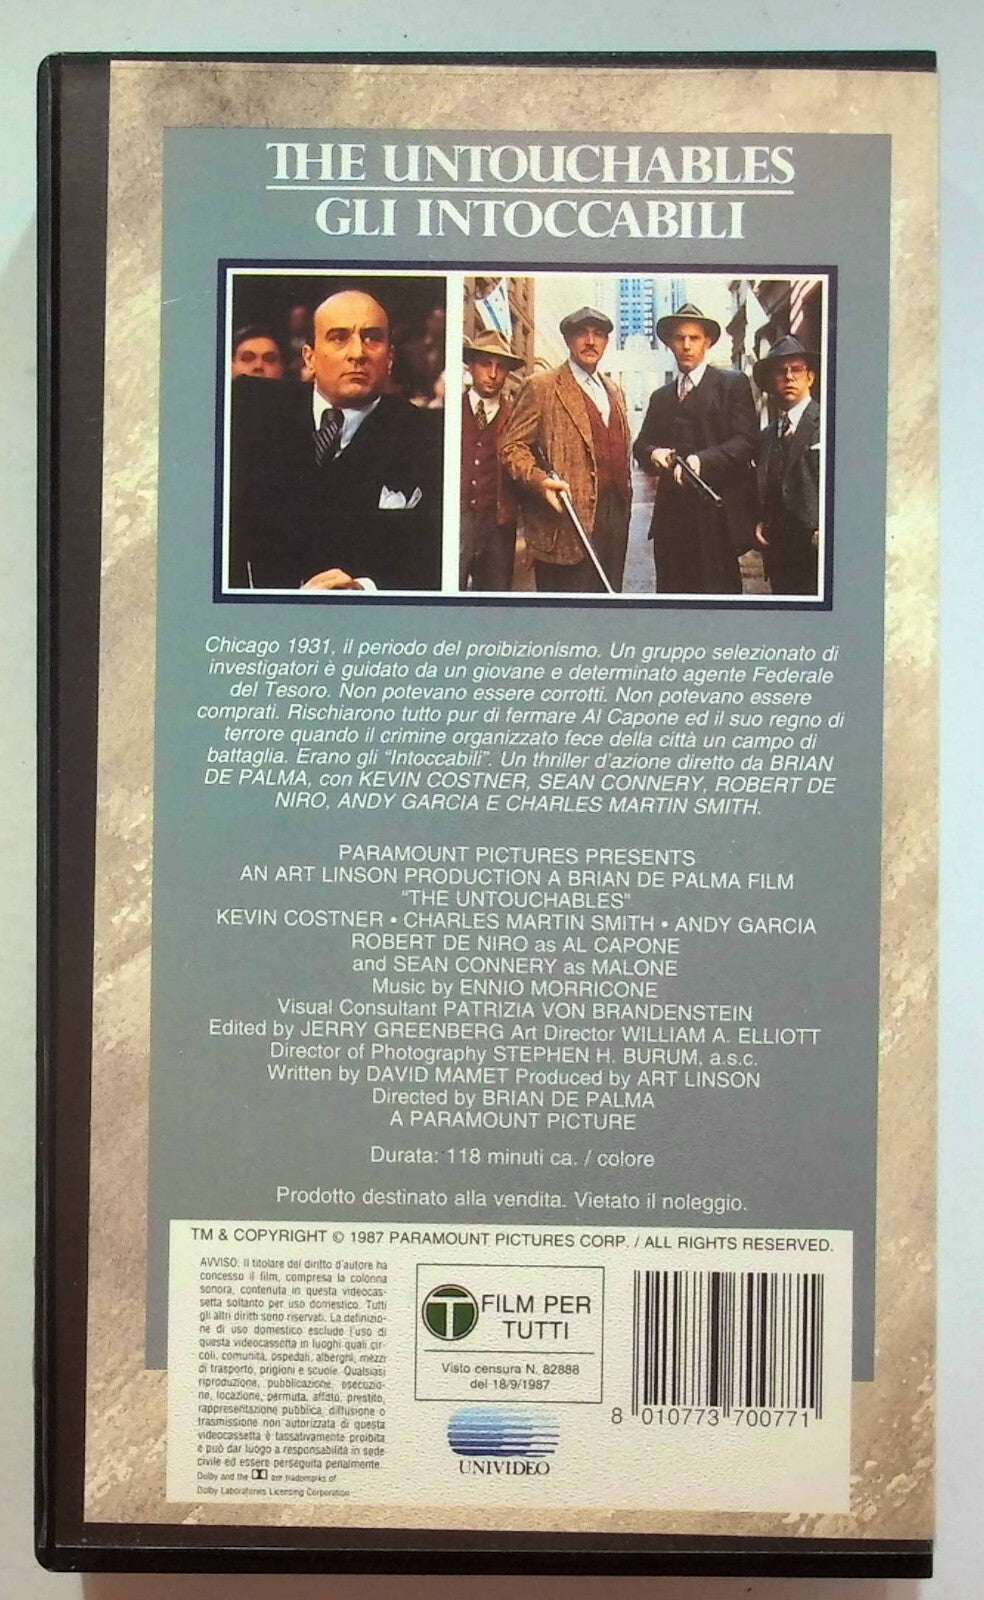 THE UNTOUCHABLES
GLI INTOCCABILI
Chicago 1931, il periodo del proibizionismo. Un gruppo selezionato di
investigatori è guidato da un giovane e determinato agente Federale
del Tesoro. Non potevano essere corrotti. Non potevano essere
comprati. Rischiarono tutto pur di fermare Al Capone ed il suo regno di
terrore quando il crimine organizzato fece della città un campo di
battaglia. Erano gli "Intoccabili". Un thriller d'azione diretto da BRIAN
DE PALMA, con KEVIN COSTNER, SEAN CONNERY, ROBERT DE
NIRO, ANDY GARCIA E CHARLES MARTIN SMITH.
PARAMOUNT PICTURES PRESENTS
AN ART LINSON PRODUCTION A BRIAN DE PALMA FILM
"THE UNTOUCHABLES"
KEVIN COSTNER • CHARLES MARTIN SMITH • ANDY GARCIA
ROBERT DE NIRO as AL CAPONE
and SEAN CONNERY as MALONE
Music by ENNIO MORRICONE
Visual Consultant PATRIZIA VON BRANDENSTEIN
Edited by JERRY GREENBERG Art Director WILLIAM A. ELLIOTT
Director of Photography STEPHEN H. BURUM, a.s.c.
Written by DAVID MAMET Produced by ART LINSON
Directed by BRIAN DE PALMA
A PARAMOUNT PICTURE
Durata: 118 minuti ca. / colore
Prodotto destinato alla vendita. Vietato il noleggio.
TM & COPYRIGHT © 1987 PARAMOUNT PICTURES CORP. / ALL RIGHTS RESERVED.
AVVISO: Il titolare del diritto d'autore ha
concesso il film, compresa la colonna
sonora, contenuta in questa videocas-
setta soltanto per uso domestico. Tutti
gli altri diritti sono riservati. La definizio-
ne di uso domestico esclude l'uso di
questa videocassetta in luoghi quali cir-
coli, comunità, ospedali, alberghi, mezzi
di trasporto, prigioni e scuole. Qualsiasi
riproduzione, pubblicazione, esecuzio-
ne, locazione, permuta, affitto, prestito,
rappresentazione pubblica, diffusione o
trasmissione non autorizzata di questa
videocassetta è tassativamente proibita
e può dar luogo a responsabilità in sede
civile ed essere perseguita penalmente.
Dolby and the DD are trademarks of
Dolby Laboratories Licensing Corporation
T FILM PER
TUTTI
Visto censura N. 82888
del 18/9/1987
UNIVIDEO
8 010773 700771